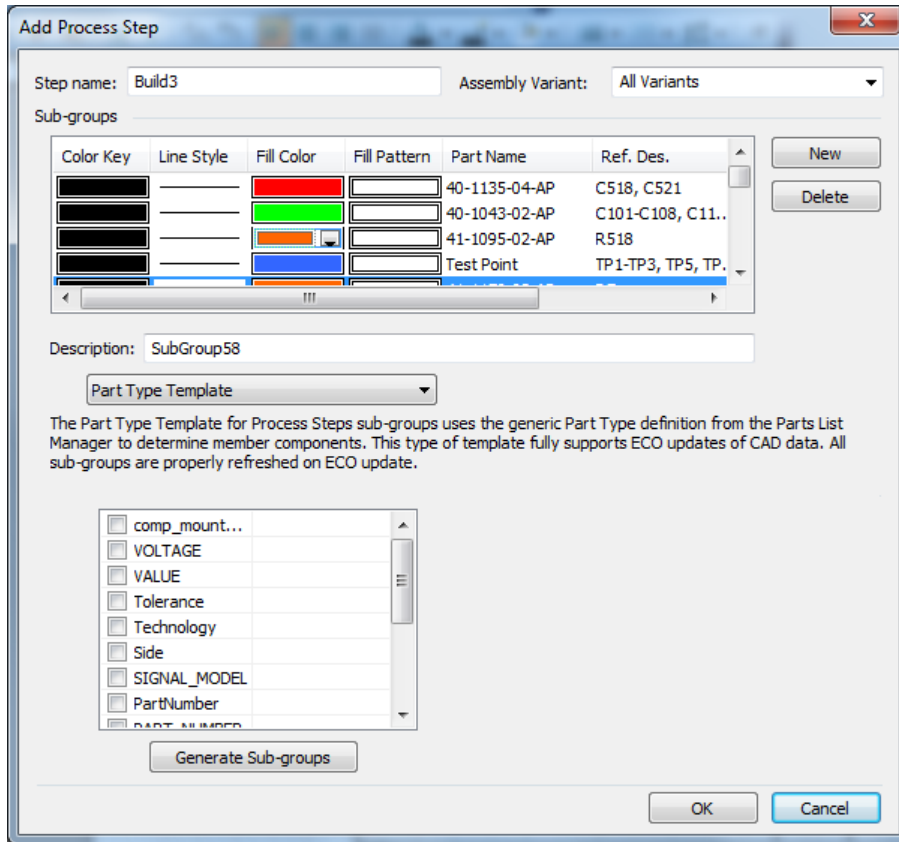 Add Process Step
Step name: Build3 Assembly Variant: All Variants
Sub-groups
Color Key Line Style Fill Color Fill Pattern Part Name Ref. Des.
New
40-1135-04-AP C518, C521
Delete
40-1043-02-AP C101-C108, C11..
41-1095-02-AP R518
Test Point TP1-TP3, TP5, TP.
Description: SubGroup58
Part Type Template
The Part Type Template for Process Steps sub-groups uses the generic Part Type definition from the Parts List
Manager to determine member components. This type of template fully supports ECO updates of CAD data. All
sub-groups are properly refreshed on ECO update.
comp_mount...
VOLTAGE
VALUE
Tolerance
Technology
Side
SIGNAL_MODEL
PartNumber
PART_NUMBER
Generate Sub-groups
OK Cancel